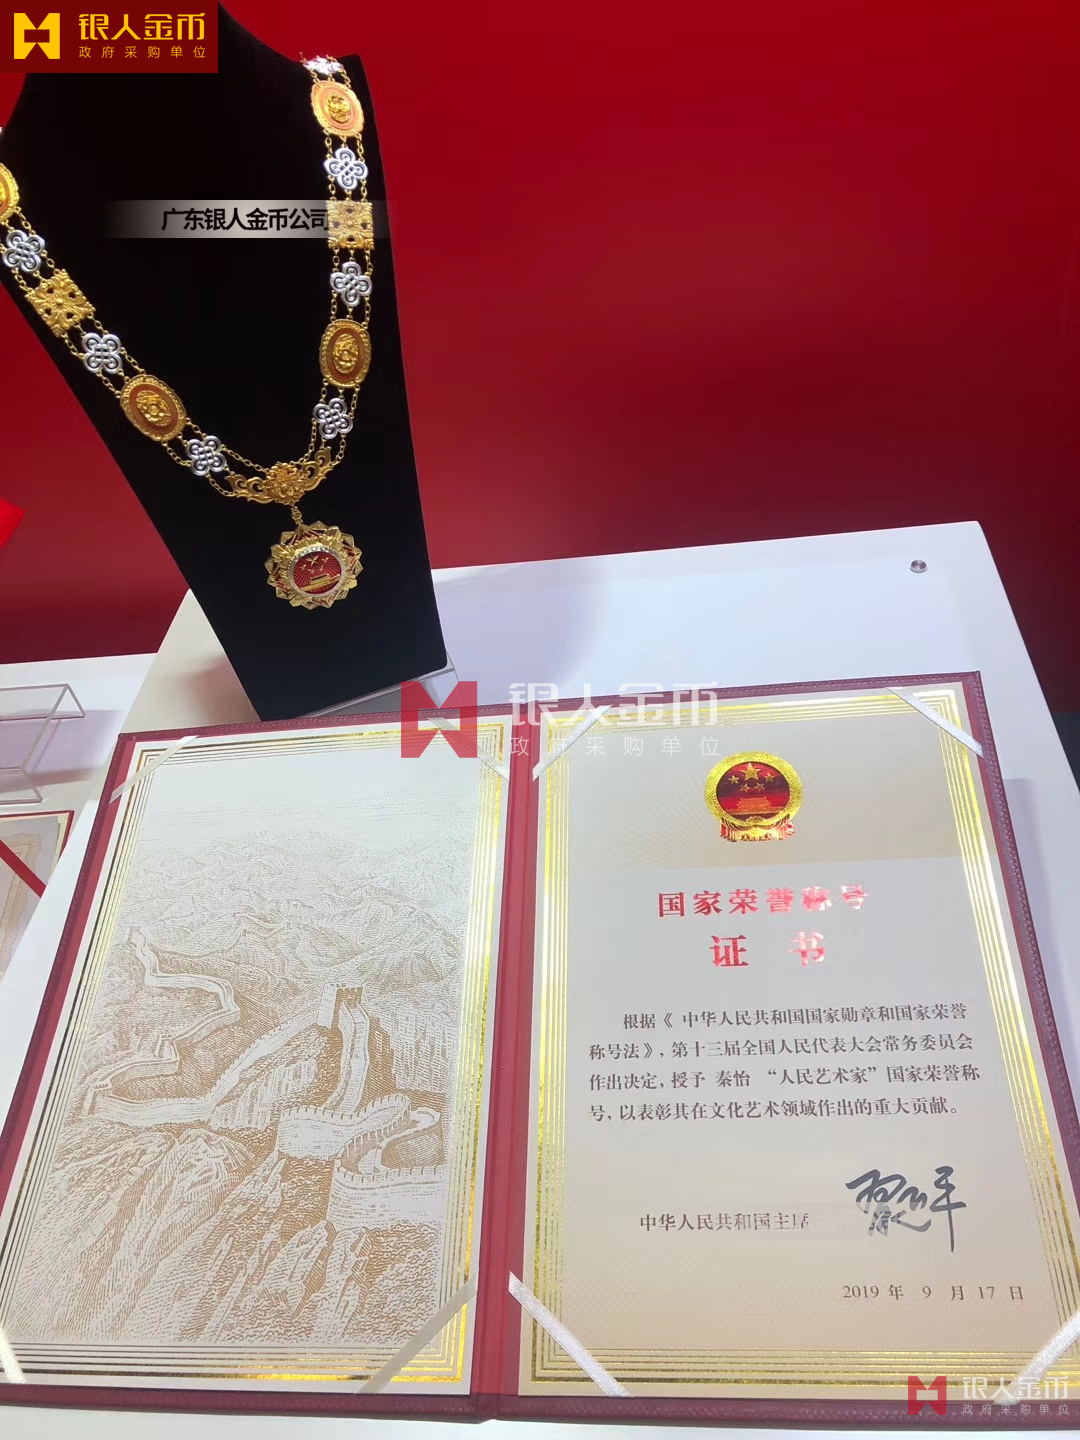 银人金币
政府采购单位
广东银人金币公司
银人金币
政府采购单位
国家荣誉称号
证书
根据《中华人民共和国国家勋章和国家荣誉
称号法》，第十三届全国人民代表大会常务委员会
作出决定，授予 秦怡 “人民艺术家”国家荣誉称
号，以表彰其在文化艺术领域作出的重大贡献。
中华人民共和国主席
习近平
2019 年 9 月 17 日
银人金币
政府采购单位